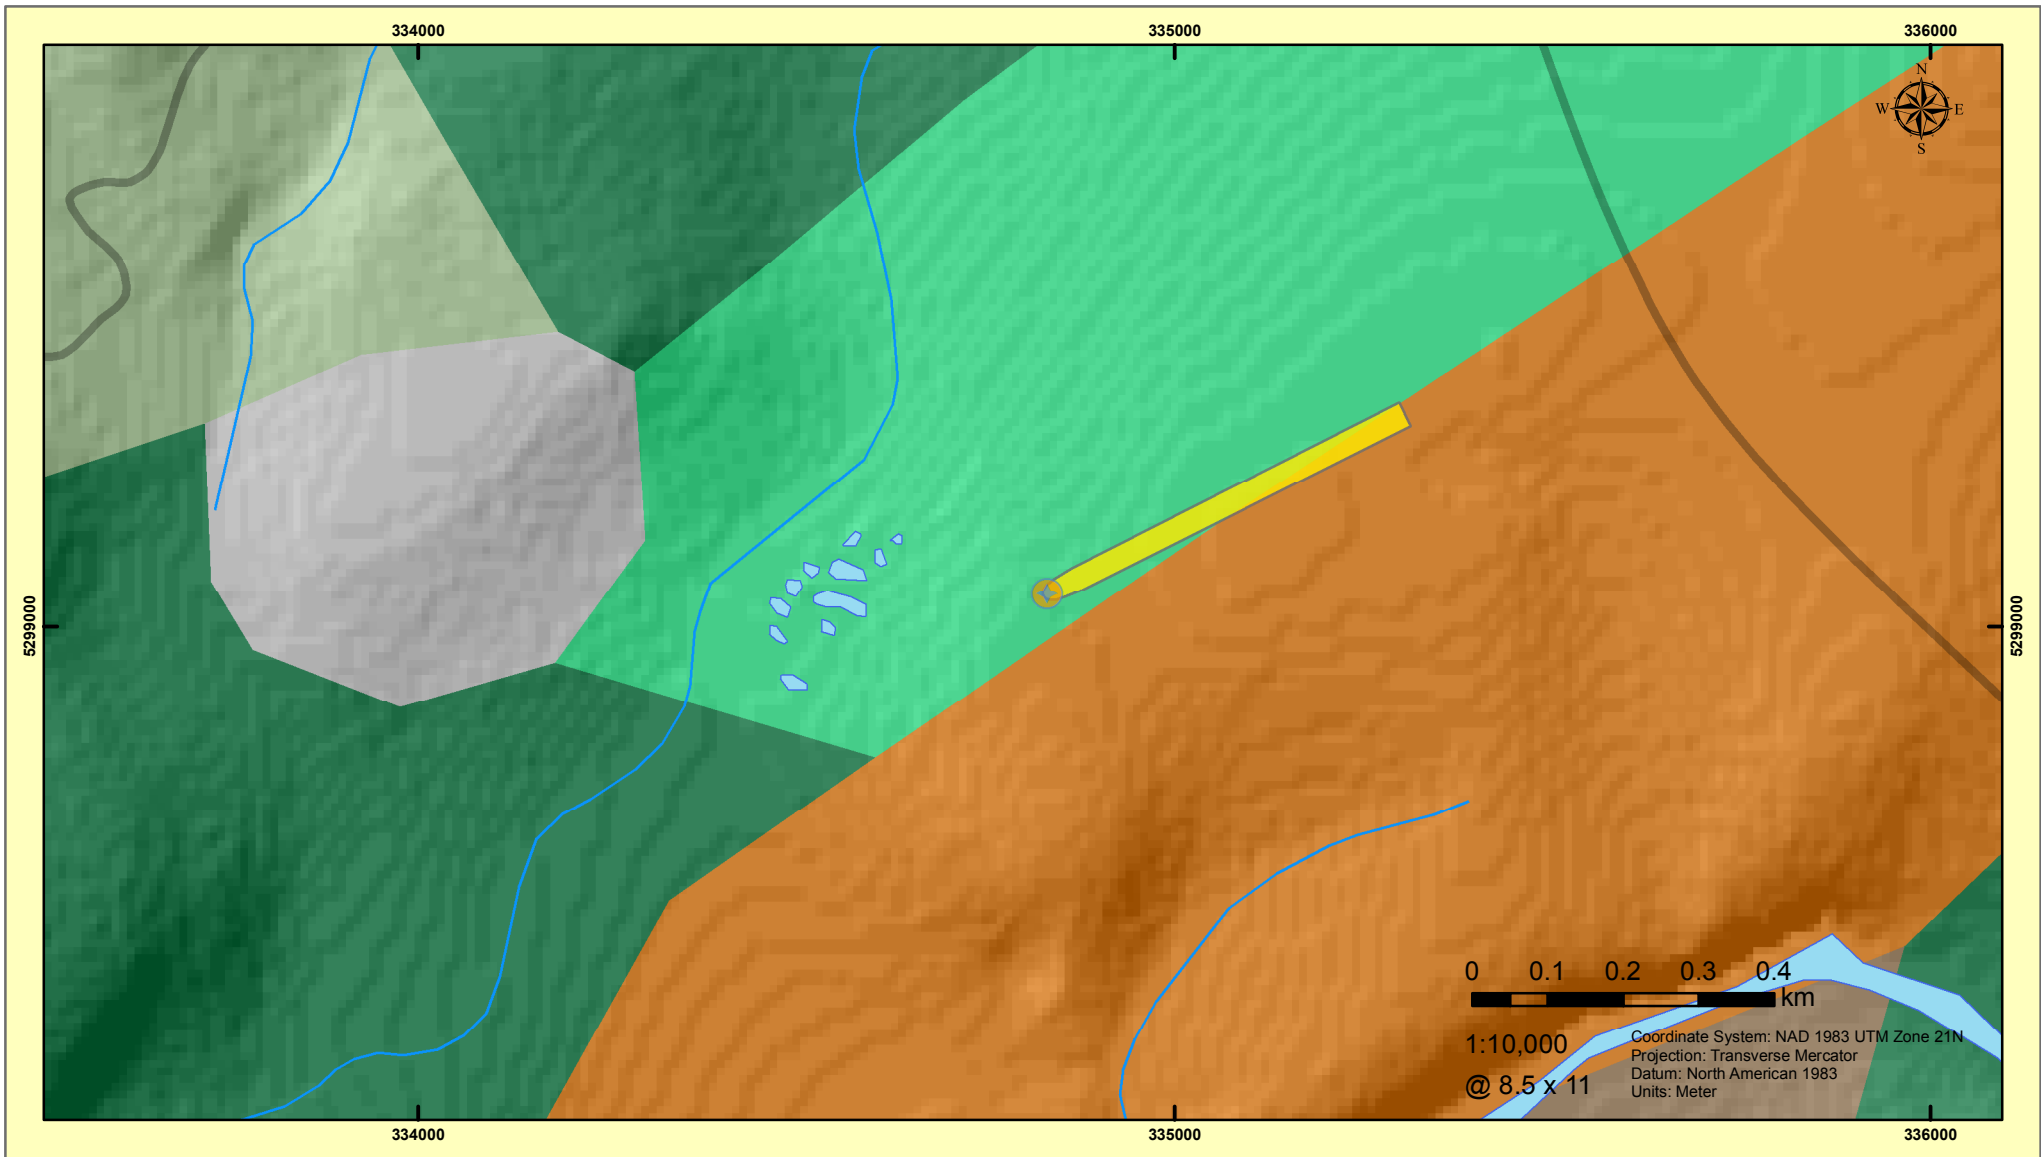 334000 335000 336000
N
W E
S
5299000 5299000
0 0.1 0.2 0.3 0.4
km
1:10,000
@ 8.5 x 11
Coordinate System: NAD 1983 UTM Zone 21N
Projection: Transverse Mercator
Datum: North American 1983
Units: Meter
334000 335000 336000